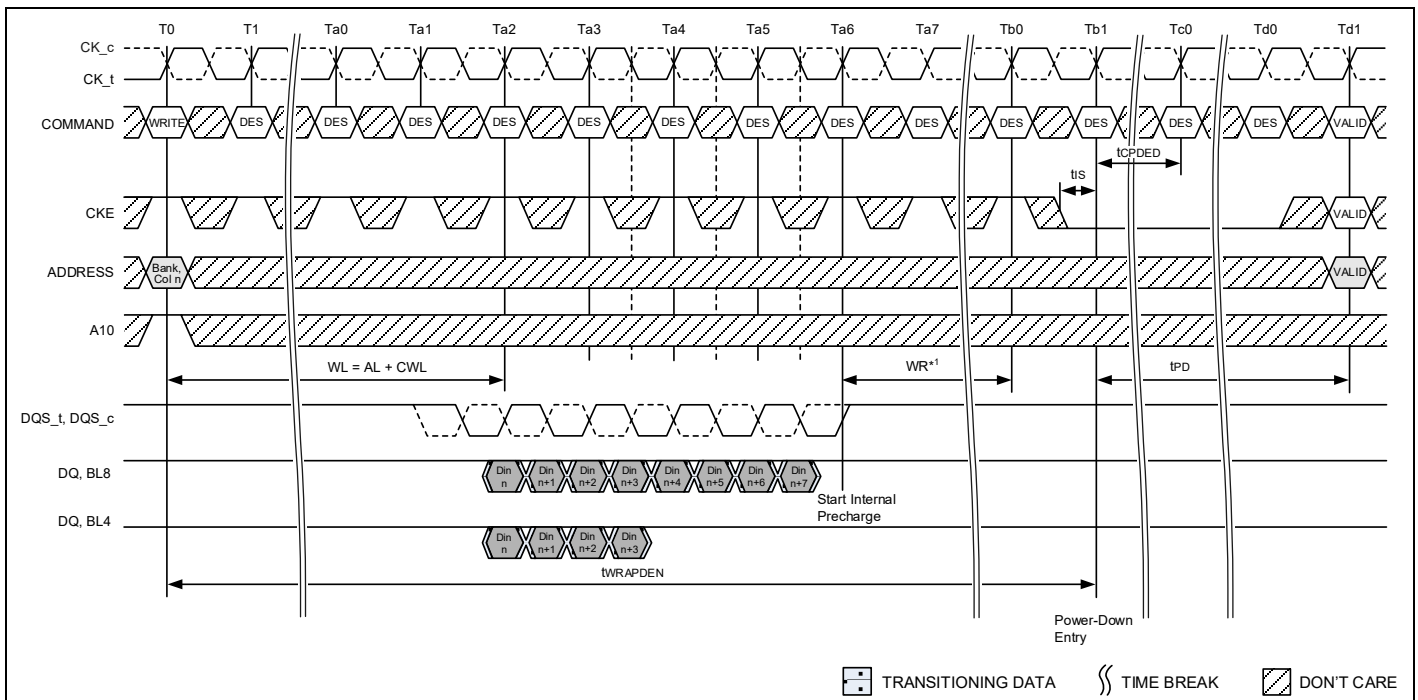 T0 T1 Ta0 Ta1 Ta2 Ta3 Ta4 Ta5 Ta6 Ta7 Tb0 Tb1 Tc0 Td0 Td1
CK_c
CK_t
COMMAND WRITE DES DES DES DES DES DES DES DES DES DES DES DES DES VALID
tCPDED
tIS
CKE VALID
ADDRESS Bank, Col n VALID
A10
WL = AL + CWL WR*1 tPD
DQS_t, DQS_c
DQ, BL8 Din n Din n+1 Din n+2 Din n+3 Din n+4 Din n+5 Din n+6 Din n+7
Start Internal
Precharge
DQ, BL4 Din n Din n+1 Din n+2 Din n+3
tWRAPDEN
Power-Down
Entry
TRANSITIONING DATA TIME BREAK DON'T CARE